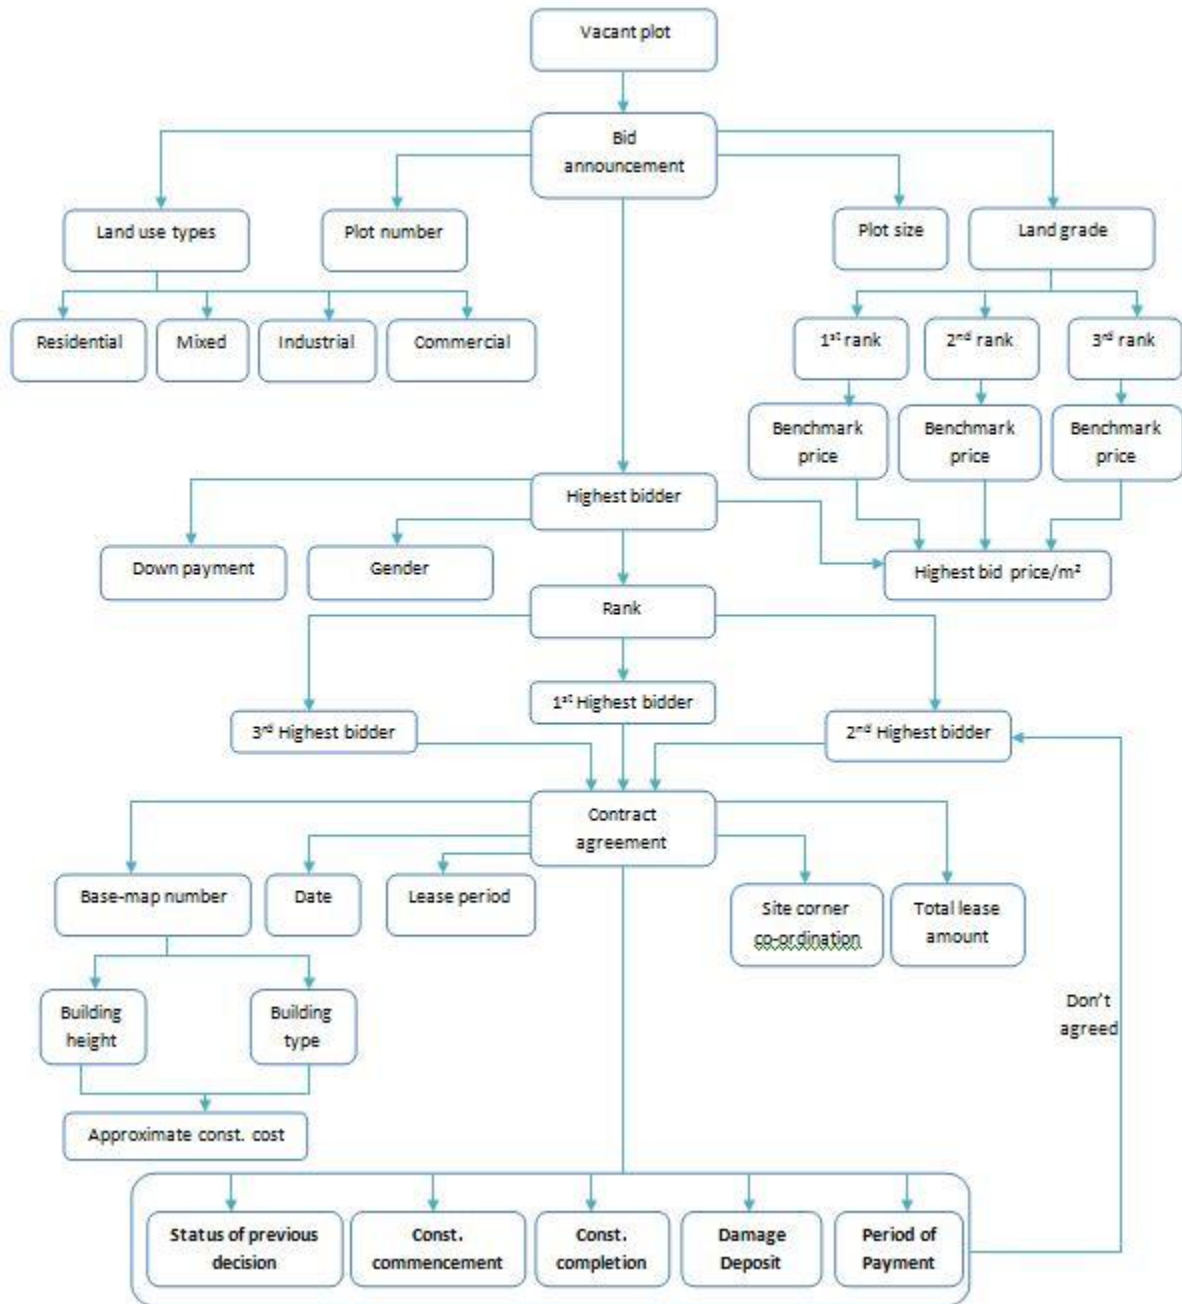 Vacant plot
Bid
announcement
Land use types
Plot number
Plot size
Land grade
Residential
Mixed
Industrial
Commercial
1st rank
2nd rank
3rd rank
Benchmark
price
Benchmark
price
Benchmark
price
Highest bidder
Down payment
Gender
Highest bid price/m²
Rank
3rd Highest bidder
1st Highest bidder
2nd Highest bidder
Contract
agreement
Base-map number
Date
Lease period
Site corner
co-ordination
Total lease
amount
Building
height
Building
type
Don't
agreed
Approximate const. cost
Status of previous
decision
Const.
commencement
Const.
completion
Damage
Deposit
Period of
Payment